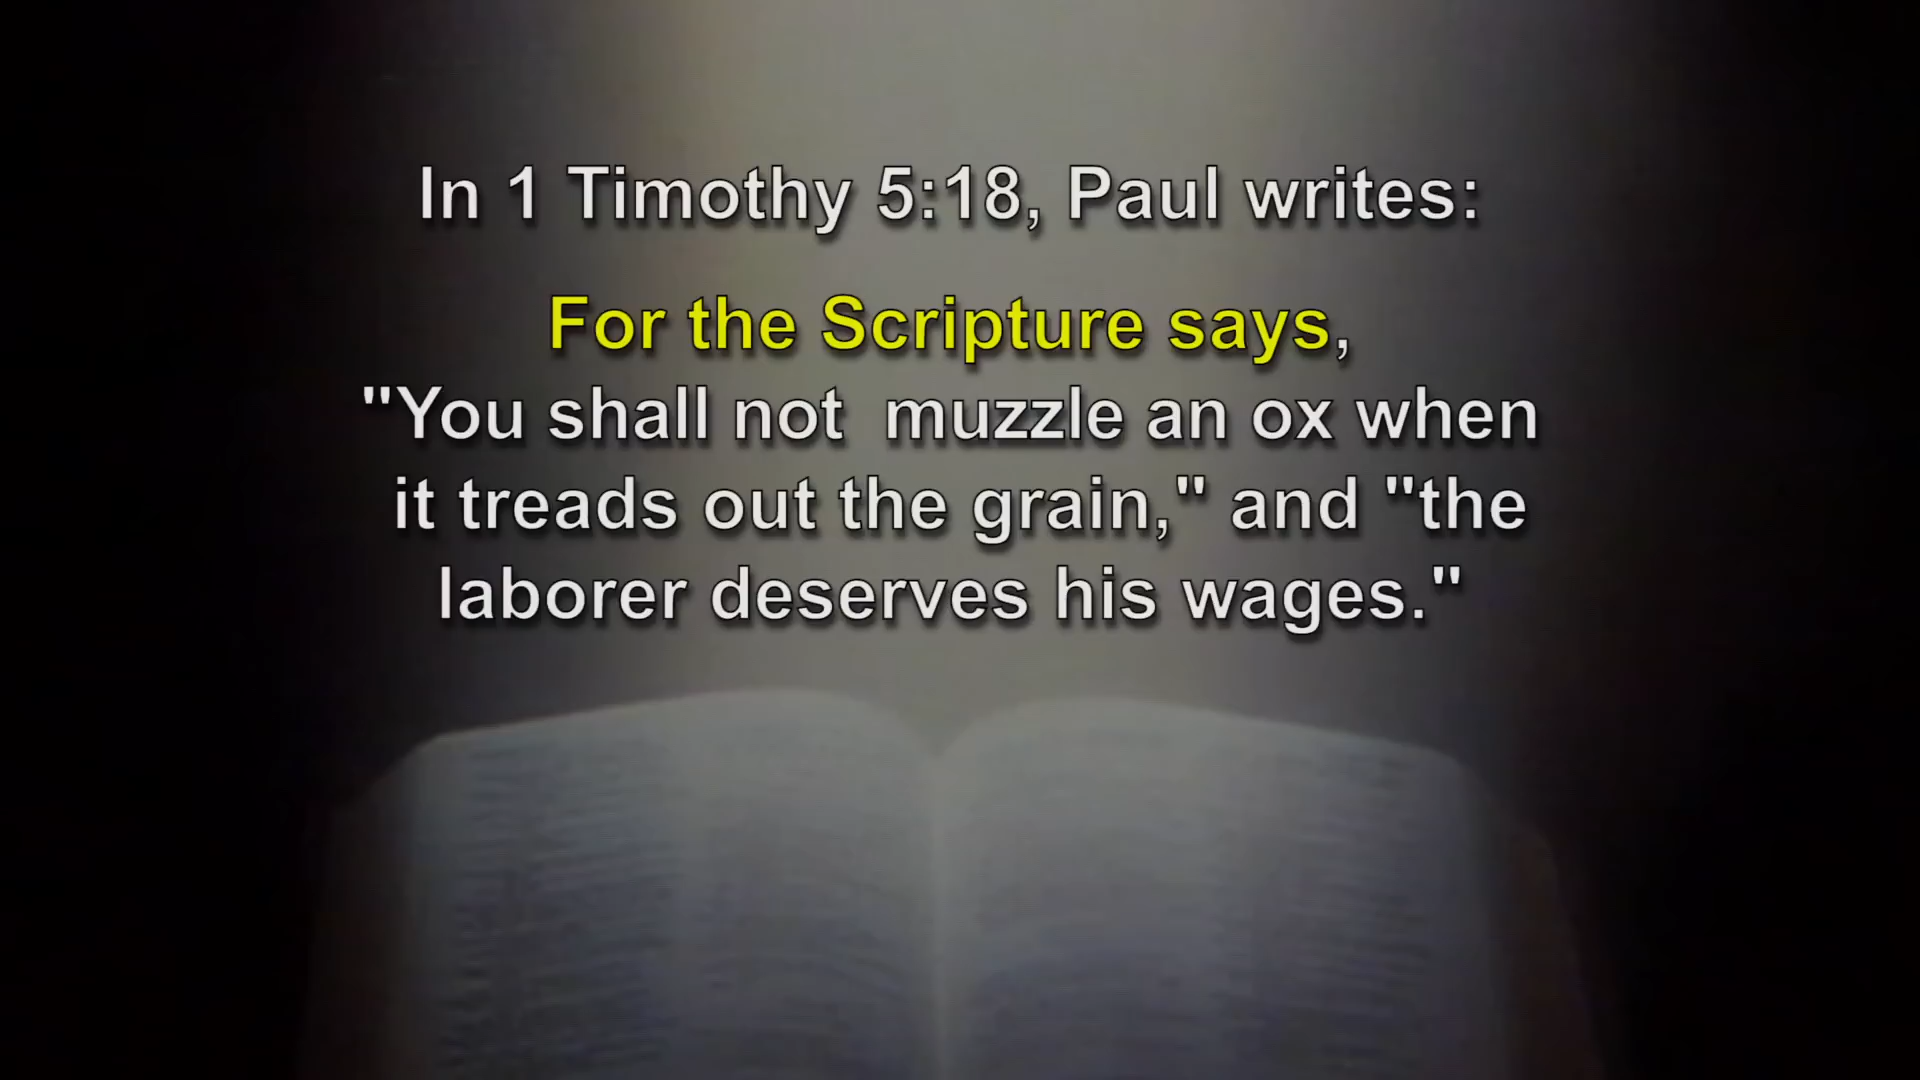 In 1 Timothy 5:18, Paul writes:
For the Scripture says,
"You shall not  muzzle an ox when
it treads out the grain," and "the
laborer deserves his wages."